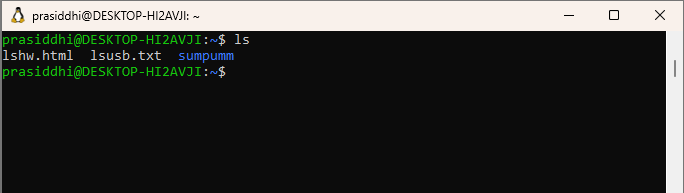 prasiddhi@DESKTOP-HI2AVJI: ~
prasiddhi@DESKTOP-HI2AVJI:~$ ls
lshw.html  lsusb.txt  sumpumm
prasiddhi@DESKTOP-HI2AVJI:~$